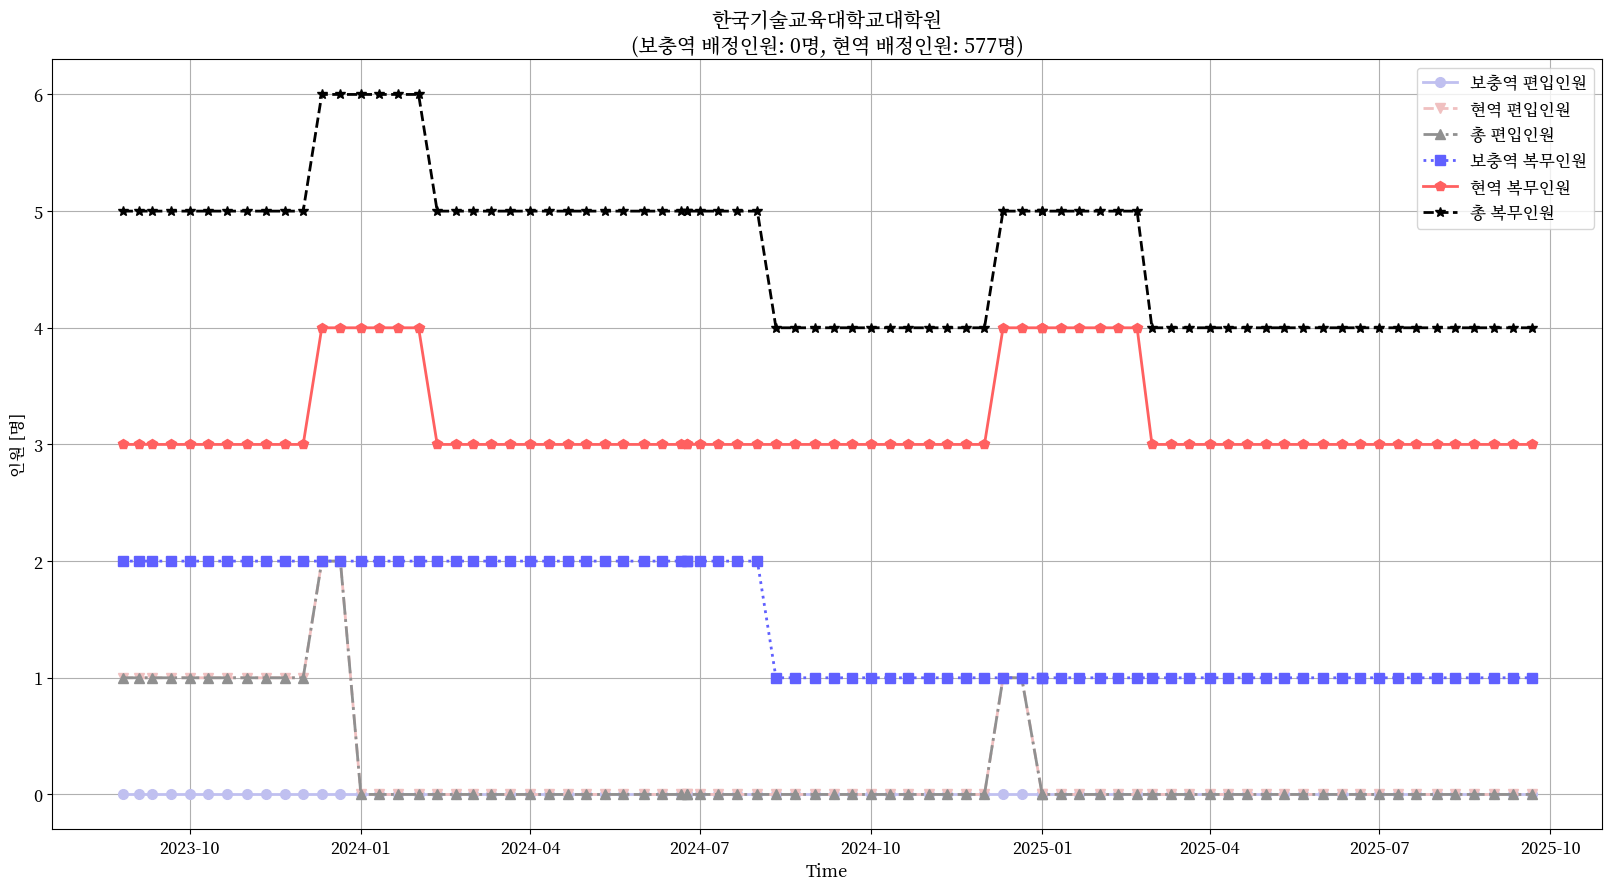 한국기술교육대학교대학원
(보충역 배정인원: 0명, 현역 배정인원: 577명)
보충역 편입인원
현역 편입인원
총 편입인원
보충역 복무인원
현역 복무인원
총 복무인원
인원 [명]
6
5
4
3
2
1
0
2023-10
2024-01
2024-04
2024-07
2024-10
2025-01
2025-04
2025-07
2025-10
Time